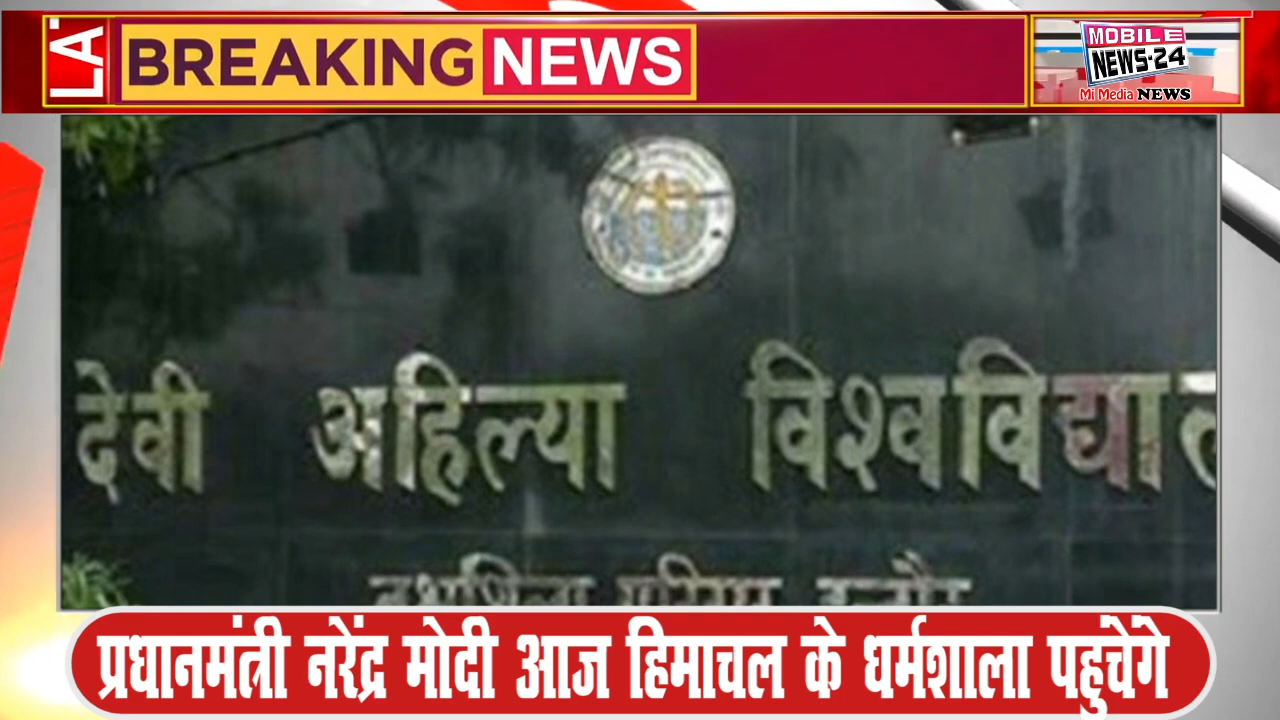 LA
BREAKING NEWS
MOBILE
NEWS-24
Mi Media NEWS
देवी अहिल्या विश्वविद्याल
प्रधानमंत्री नरेंद्र मोदी आज हिमाचल के धर्मशाला पहुंचेंगे